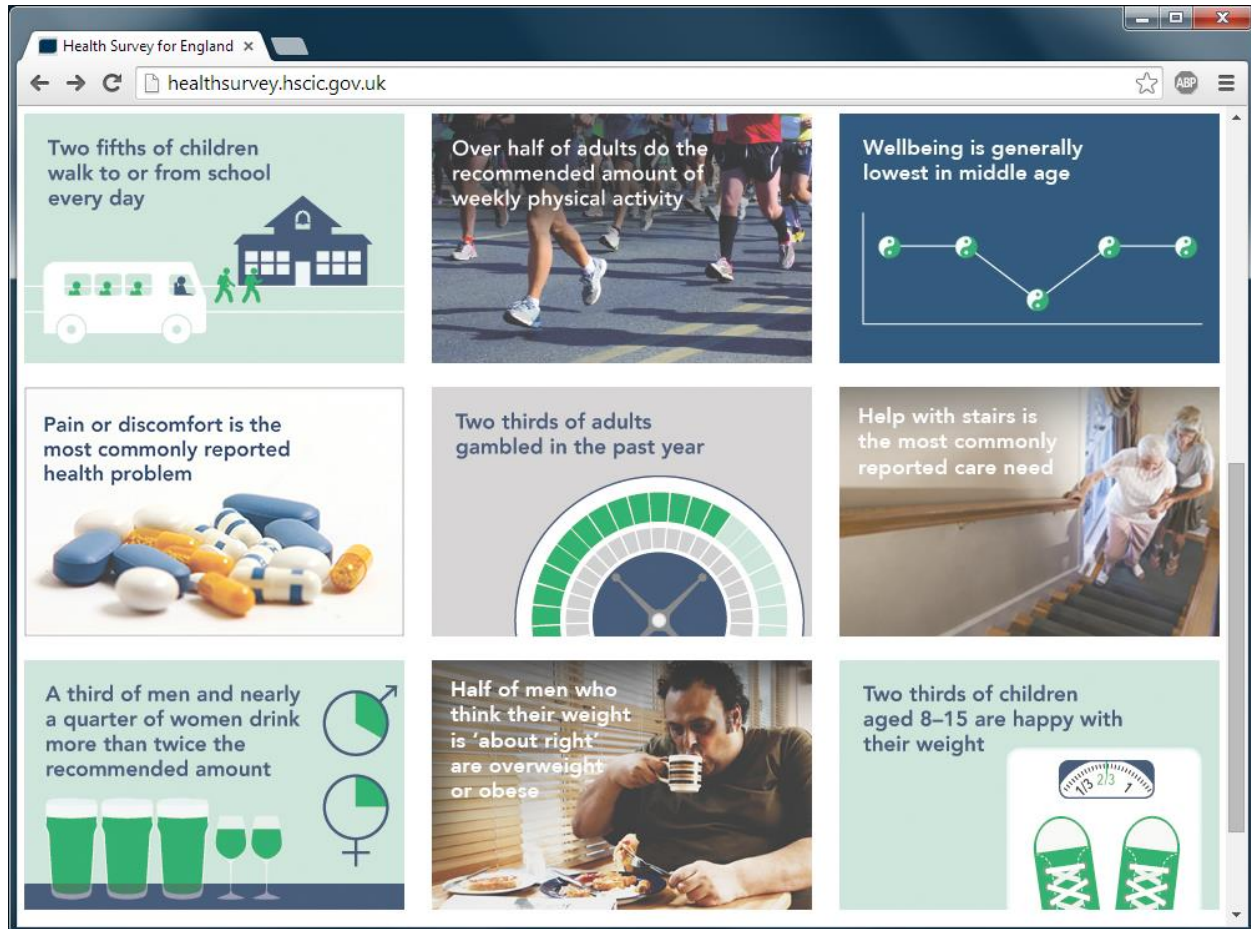 Health Survey for England
healthsurvey.hscic.gov.uk
ABP
Two fifths of children
walk to or from school
every day
Over half of adults do the
recommended amount of
weekly physical activity
Wellbeing is generally
lowest in middle age
Pain or discomfort is the
most commonly reported
health problem
Two thirds of adults
gambled in the past year
Help with stairs is
the most commonly
reported care need
A third of men and nearly
a quarter of women drink
more than twice the
recommended amount
Half of men who
think their weight
is ‘about right’
are overweight
or obese
Two thirds of children
aged 8–15 are happy with
their weight
1/3 2/3 1